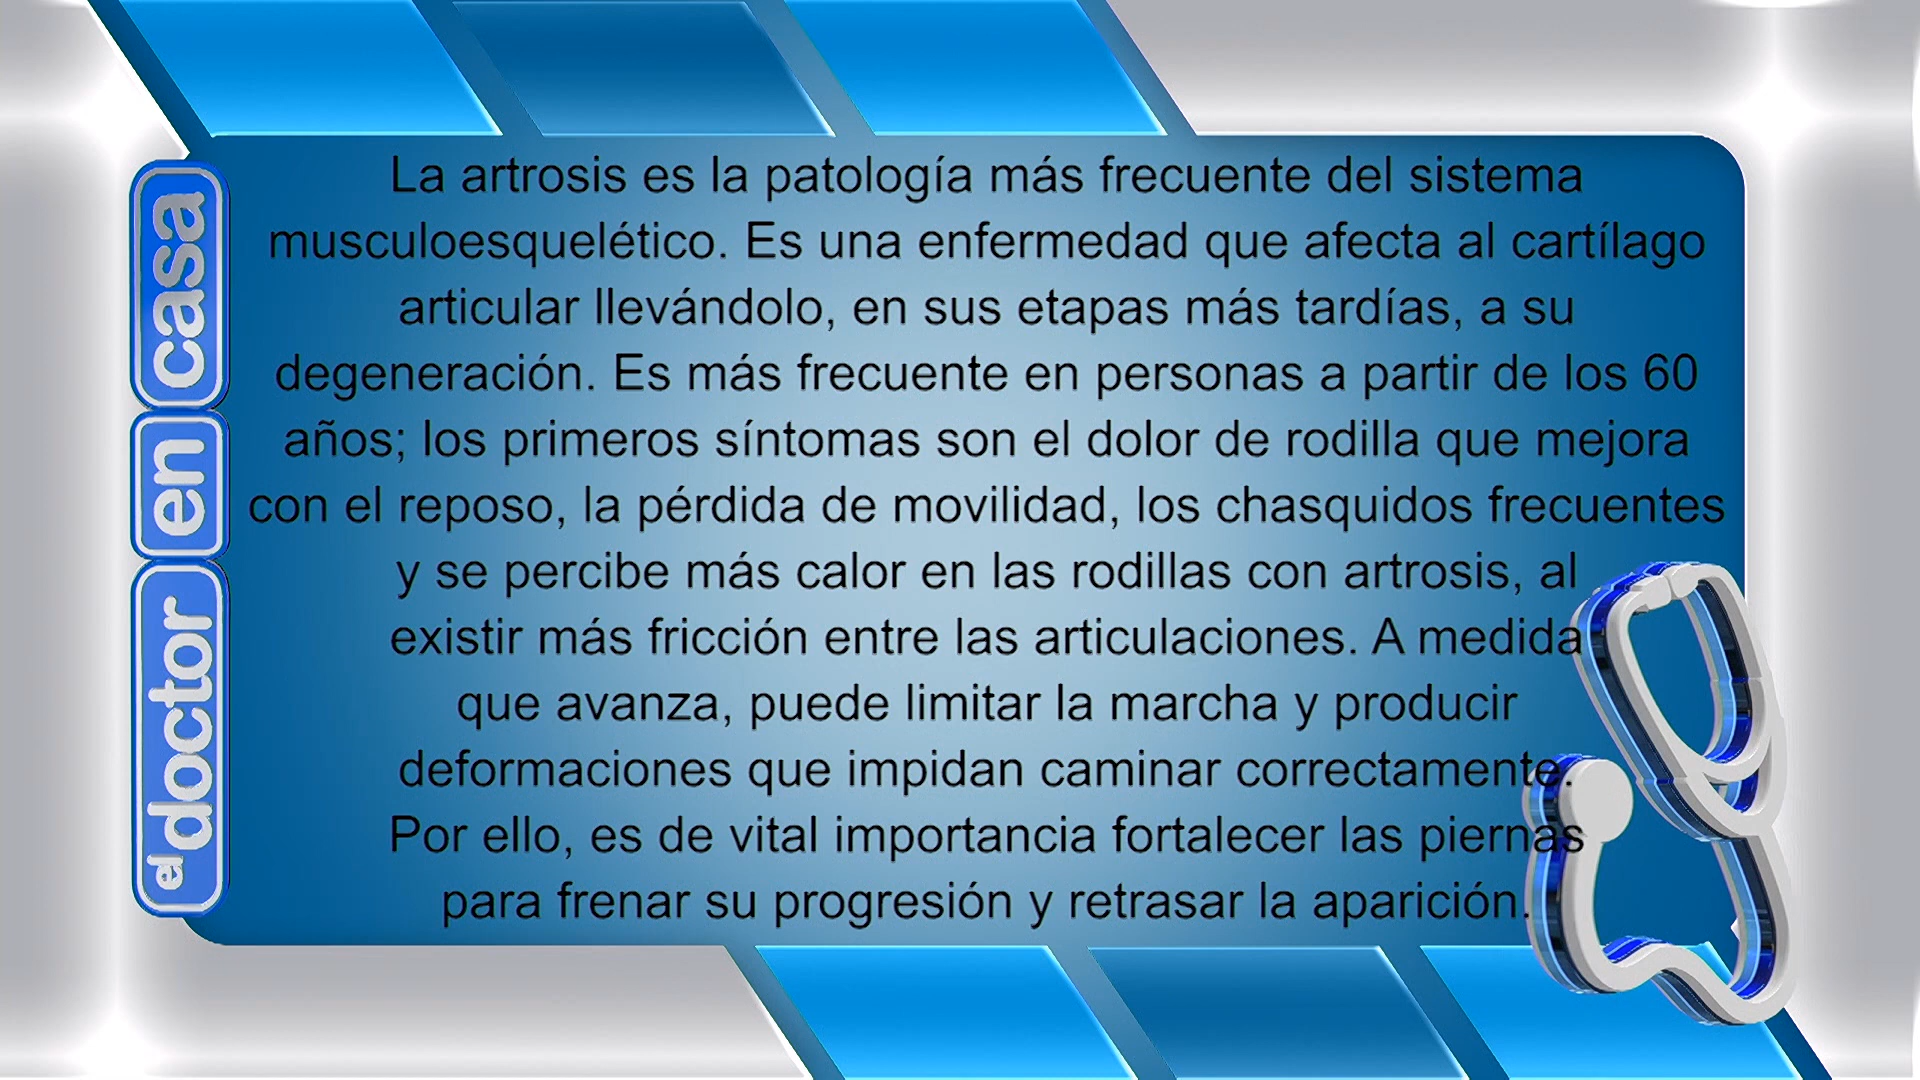 La artrosis es la patología más frecuente del sistema
musculoesquelético. Es una enfermedad que afecta al cartílago
articular llevándolo, en sus etapas más tardías, a su
degeneración. Es más frecuente en personas a partir de los 60
años; los primeros síntomas son el dolor de rodilla que mejora
con el reposo, la pérdida de movilidad, los chasquidos frecuentes
y se percibe más calor en las rodillas con artrosis, al
existir más fricción entre las articulaciones. A medida
que avanza, puede limitar la marcha y producir
deformaciones que impidan caminar correctamente.
Por ello, es de vital importancia fortalecer las piernas
para frenar su progresión y retrasar la aparición.
el doctor en casa